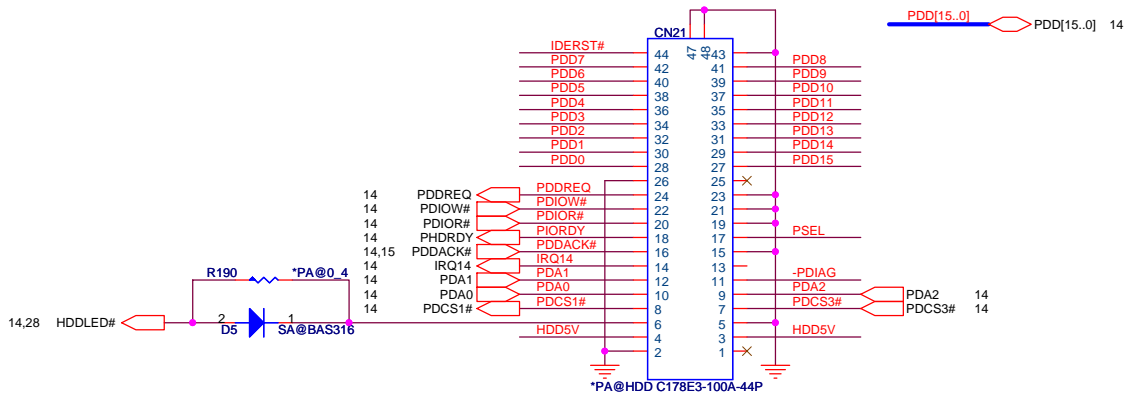 PDD[15..0] PDD[15..0] 14
CN21
47 48
IDERST# 44 43
PDD7 42 41 PDD8
PDD6 40 39 PDD9
PDD5 38 37 PDD10
PDD4 36 35 PDD11
PDD3 34 33 PDD12
PDD2 32 31 PDD13
PDD1 30 29 PDD14
PDD0 28 27 PDD15
26 25
14 PDDREQ PDDREQ 24 23
14 PDIOW# PDIOW# 22 21
14 PDIOR# PDIOR# 20 19
14 PHDRDY PIORDY 18 17 PSEL
14,15 PDDACK# PDDACK# 16 15
14 IRQ14 IRQ14 14 13
14 PDA1 PDA1 12 11 -PDIAG
14 PDA0 PDA0 10 9 PDA2 PDA2 14
14 PDCS1# PDCS1# 8 7 PDCS3# PDCS3# 14
R190 *PA@0_4
14,28 HDDLED# 2 1 6 5
D5 SA@BAS316
HDD5V 4 3 HDD5V
2 1
*PA@HDD C178E3-100A-44P